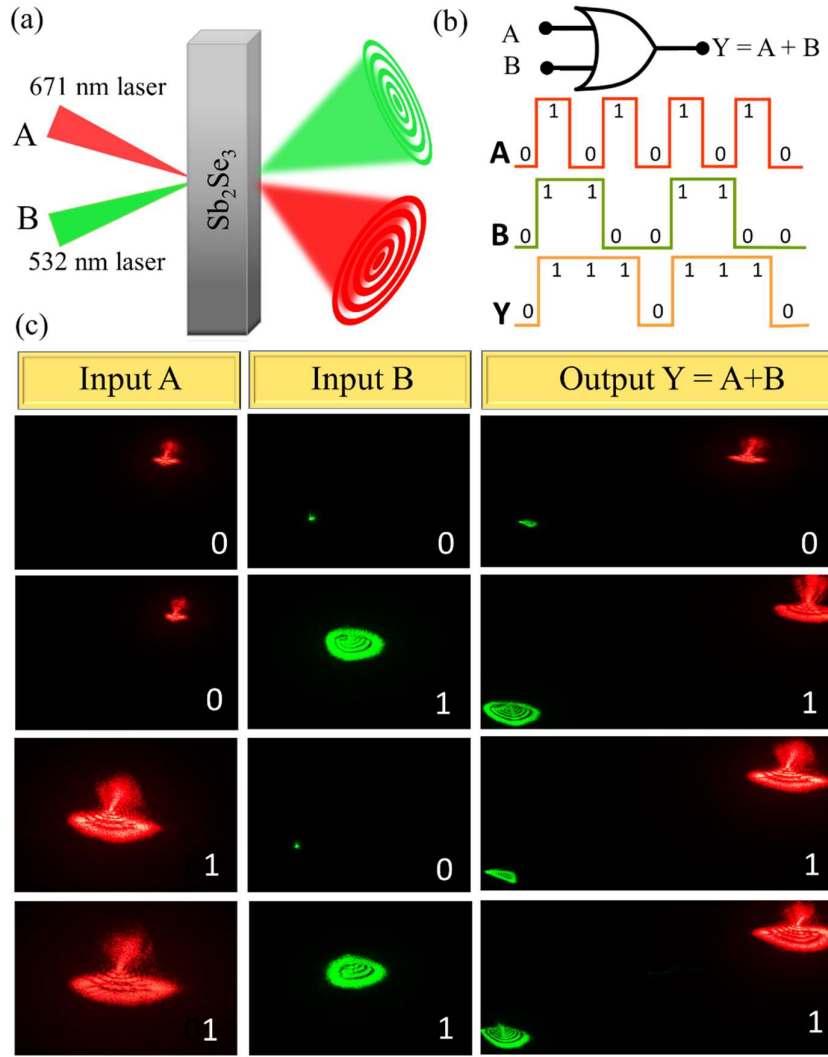 (a)
671 nm laser
A
B
532 nm laser
Sb₂Se₃
(b)
A
B
Y = A + B
A 0 1 0 1 0 1 0 1 0
B 0 1 1 0 0 1 1 0 0
Y 0 1 1 1 0 1 1 1 0
(c)
Input A Input B Output Y = A+B
0 0 0
0 1 1
1 0 1
1 1 1